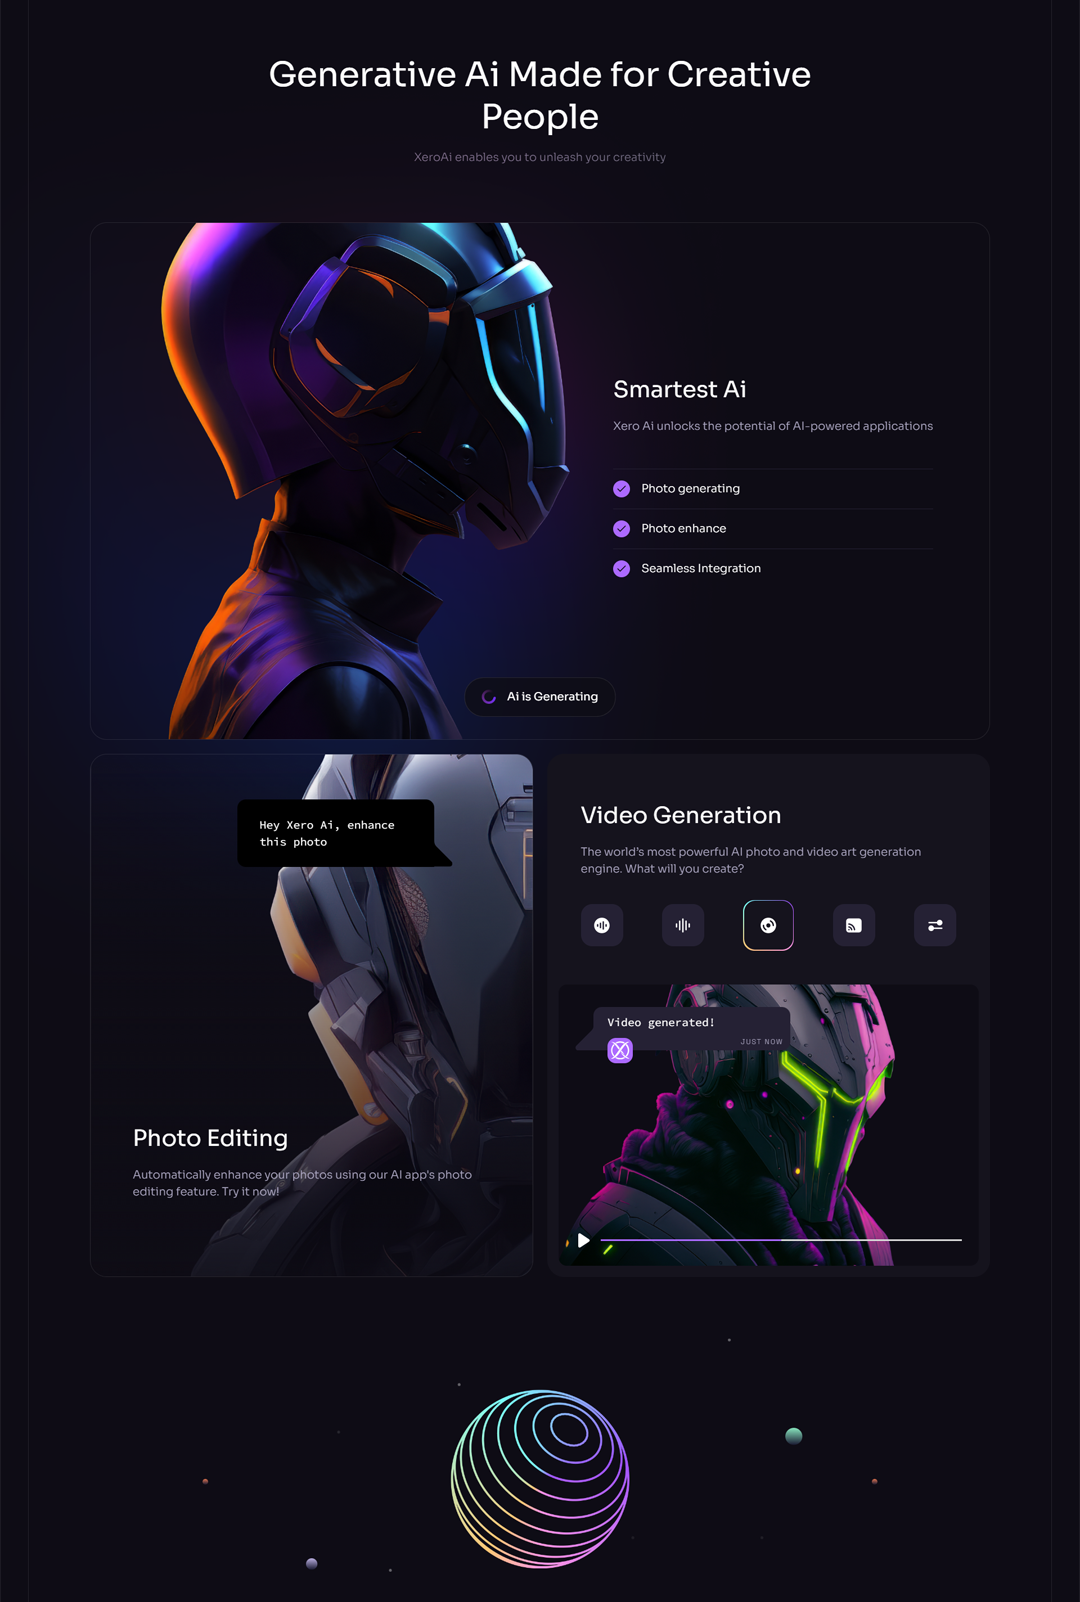 Generative Ai Made for Creative
People
XeroAi enables you to unleash your creativity
Smartest Ai
Xero Ai unlocks the potential of AI-powered applications
Photo generating
Photo enhance
Seamless Integration
Ai is Generating
Hey Xero Ai, enhance
this photo
Photo Editing
Automatically enhance your photos using our AI app's photo
editing feature. Try it now!
Video Generation
The world’s most powerful AI photo and video art generation
engine. What will you create?
Video generated!
JUST NOW